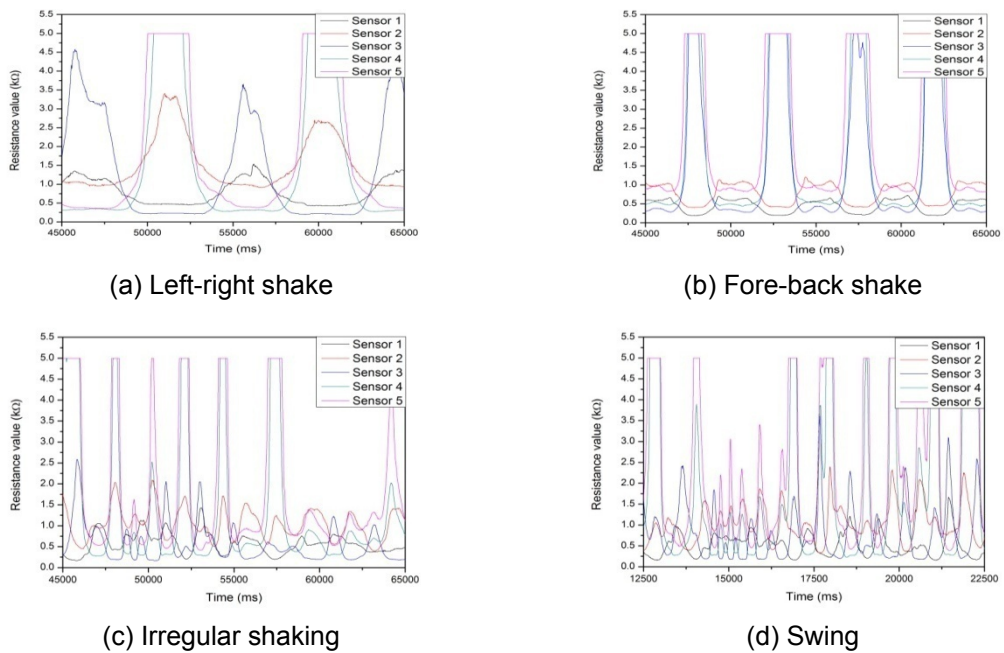 5.5
5.0
4.5
4.0
3.5
3.0
2.5
2.0
1.5
1.0
0.5
0.0
Resistance value (kΩ)
Sensor 1
Sensor 2
Sensor 3
Sensor 4
Sensor 5
45000 50000 55000 60000 65000
Time (ms)
(a) Left-right shake
5.5
5.0
4.5
4.0
3.5
3.0
2.5
2.0
1.5
1.0
0.5
0.0
Resistance value (kΩ)
Sensor 1
Sensor 2
Sensor 3
Sensor 4
Sensor 5
45000 50000 55000 60000 65000
Time (ms)
(b) Fore-back shake
5.5
5.0
4.5
4.0
3.5
3.0
2.5
2.0
1.5
1.0
0.5
0.0
Resistance value (kΩ)
Sensor 1
Sensor 2
Sensor 3
Sensor 4
Sensor 5
45000 50000 55000 60000 65000
Time (ms)
(c) Irregular shaking
5.5
5.0
4.5
4.0
3.5
3.0
2.5
2.0
1.5
1.0
0.5
0.0
Resistance value (kΩ)
Sensor 1
Sensor 2
Sensor 3
Sensor 4
Sensor 5
12500 15000 17500 20000 22500
Time (ms)
(d) Swing